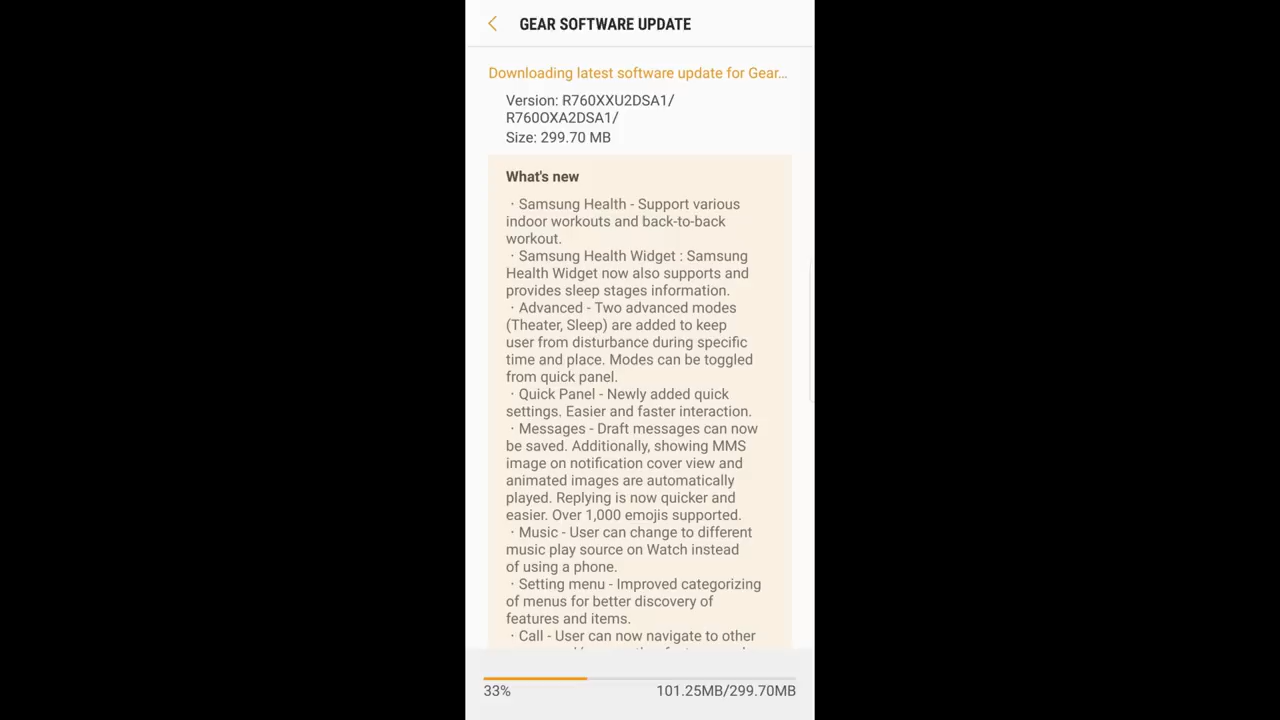 GEAR SOFTWARE UPDATE
Downloading latest software update for Gear...
Version: R760XXU2DSA1/
R760OXA2DSA1/
Size: 299.70 MB
What's new
· Samsung Health - Support various
indoor workouts and back-to-back
workout.
· Samsung Health Widget : Samsung
Health Widget now also supports and
provides sleep stages information.
· Advanced - Two advanced modes
(Theater, Sleep) are added to keep
user from disturbance during specific
time and place. Modes can be toggled
from quick panel.
· Quick Panel - Newly added quick
settings. Easier and faster interaction.
· Messages - Draft messages can now
be saved. Additionally, showing MMS
image on notification cover view and
animated images are automatically
played. Replying is now quicker and
easier. Over 1,000 emojis supported.
· Music - User can change to different
music play source on Watch instead
of using a phone.
· Setting menu - Improved categorizing
of menus for better discovery of
features and items.
· Call - User can now navigate to other
33%
101.25MB/299.70MB